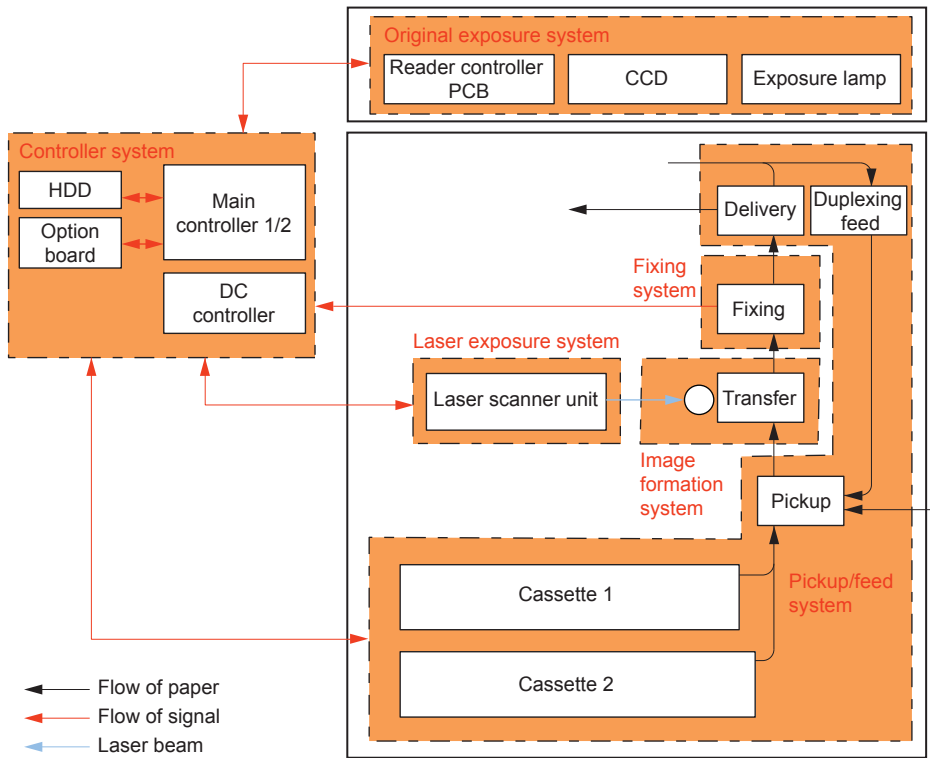 Original exposure system
Reader controller
PCB
CCD
Exposure lamp
Controller system
HDD
Main
controller 1/2
Option
board
DC
controller
Delivery
Duplexing
feed
Fixing
system
Fixing
Laser exposure system
Laser scanner unit
Transfer
Image
formation
system
Pickup
Pickup/feed
system
Cassette 1
Cassette 2
Flow of paper
Flow of signal
Laser beam